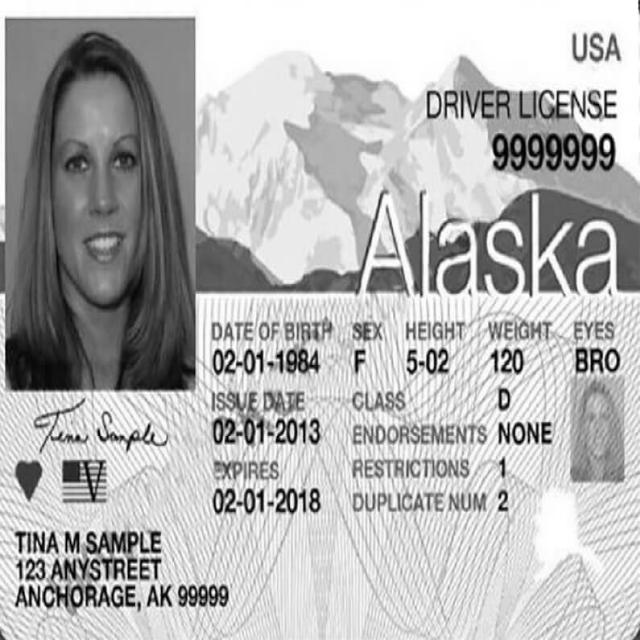 USA
DRIVER LICENSE
9999999
Alaska
DATE OF BIRTH SEX HEIGHT WEIGHT EYES
02-01-1984 F 5-02 120 BRO
ISSUE DATE CLASS D
02-01-2013 ENDORSEMENTS NONE
EXPIRES RESTRICTIONS 1
02-01-2018 DUPLICATE NUM 2
Tina Sample
V
TINA M SAMPLE
123 ANYSTREET
ANCHORAGE, AK 99999